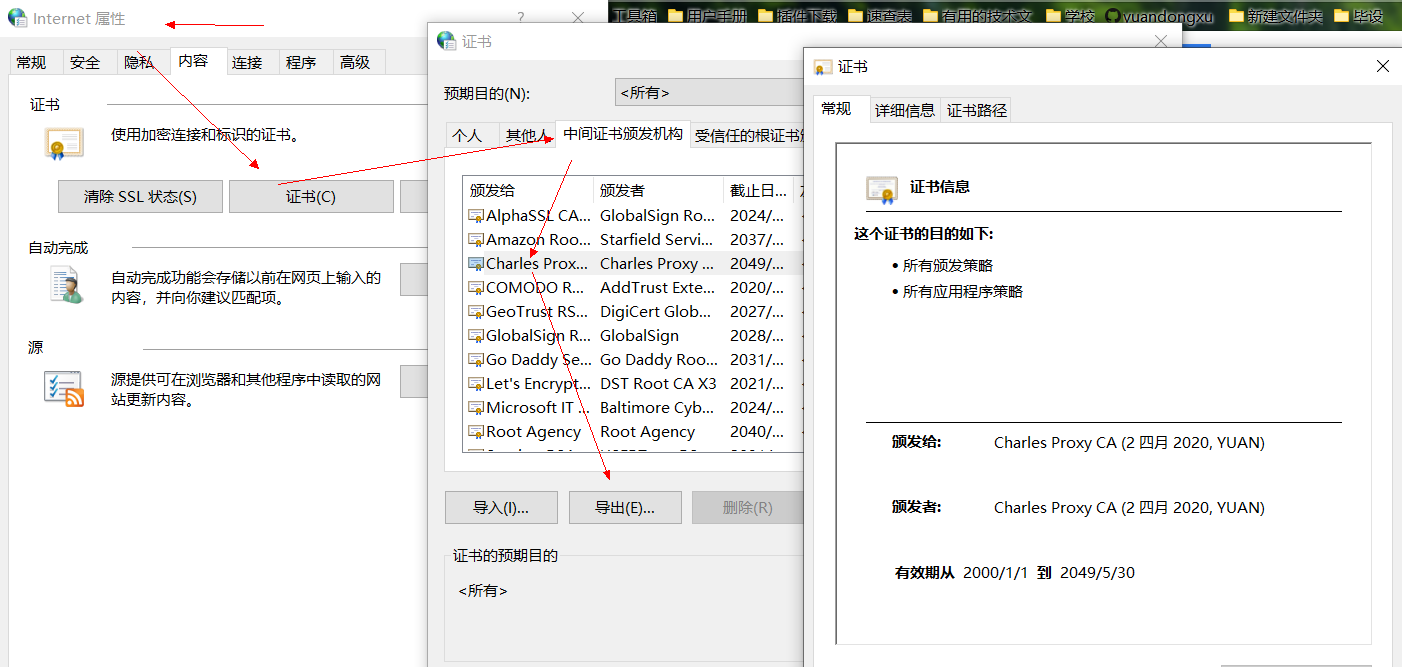 Internet 属性
?
常规 安全 隐私 内容 连接 程序 高级
证书
使用加密连接和标识的证书。
清除 SSL 状态(S) 证书(C)
自动完成
自动完成功能会存储以前在网页上输入的
内容，并向你建议匹配项。
源
源提供可在浏览器和其他程序中读取的网
站更新内容。
工具箱 用户手册 插件下载 速查表 有用的技术文 学校 yuandongxu 新建文件夹 毕设
证书
预期目的(N): <所有>
个人 其他人 中间证书颁发机构 受信任的根证书
颁发给 颁发者 截止日...
AlphaSSL CA... GlobalSign Ro... 2024/...
Amazon Roo... Starfield Servi... 2037/...
Charles Prox... Charles Proxy ... 2049/...
COMODO R... AddTrust Exte... 2020/...
GeoTrust RS... DigiCert Glob... 2027/...
GlobalSign R... GlobalSign 2028/...
Go Daddy Se... Go Daddy Roo... 2031/...
Let's Encrypt... DST Root CA X3 2021/...
Microsoft IT ... Baltimore Cyb... 2024/...
Root Agency Root Agency 2040/...
导入(I)... 导出(E)... 删除(R)
证书的预期目的
<所有>
证书
常规 详细信息 证书路径
证书信息
这个证书的目的如下:
• 所有颁发策略
• 所有应用程序策略
颁发给: Charles Proxy CA (2 四月 2020, YUAN)
颁发者: Charles Proxy CA (2 四月 2020, YUAN)
有效期从 2000/1/1 到 2049/5/30